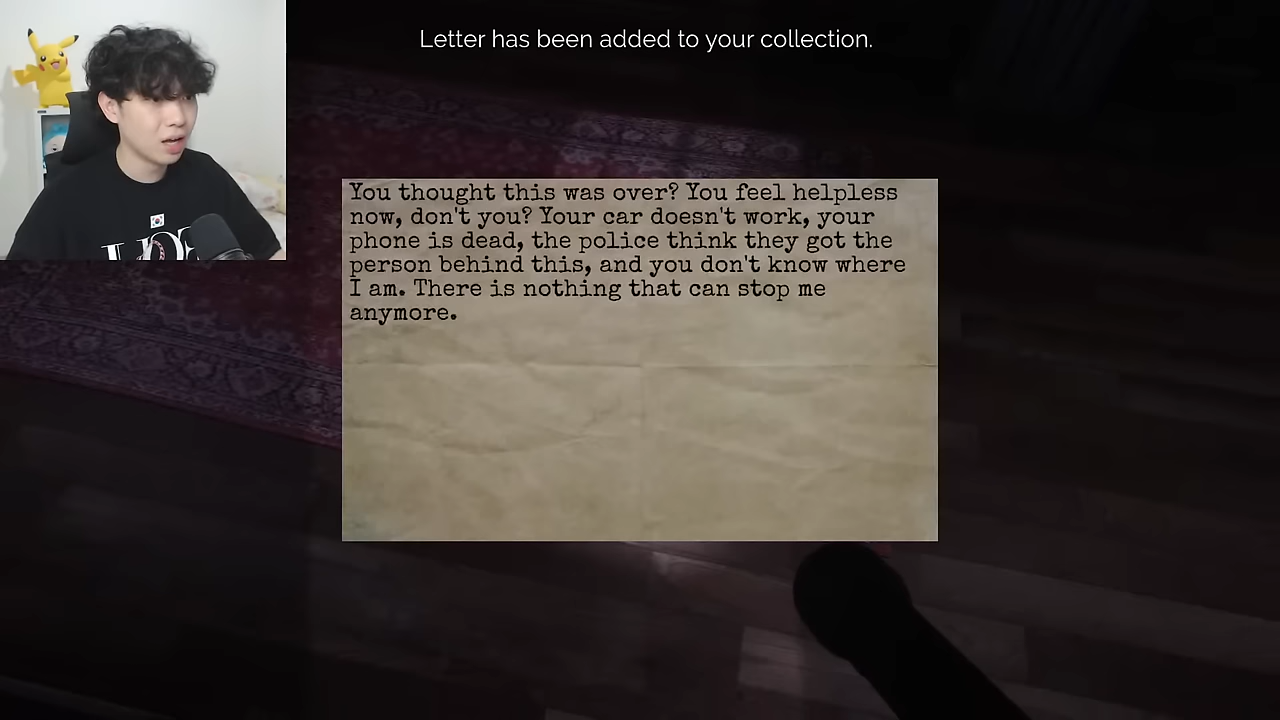 Letter has been added to your collection.
You thought this was over? You feel helpless
now, don't you? Your car doesn't work, your
phone is dead, the police think they got the
person behind this, and you don't know where
I am. There is nothing that can stop me
anymore.